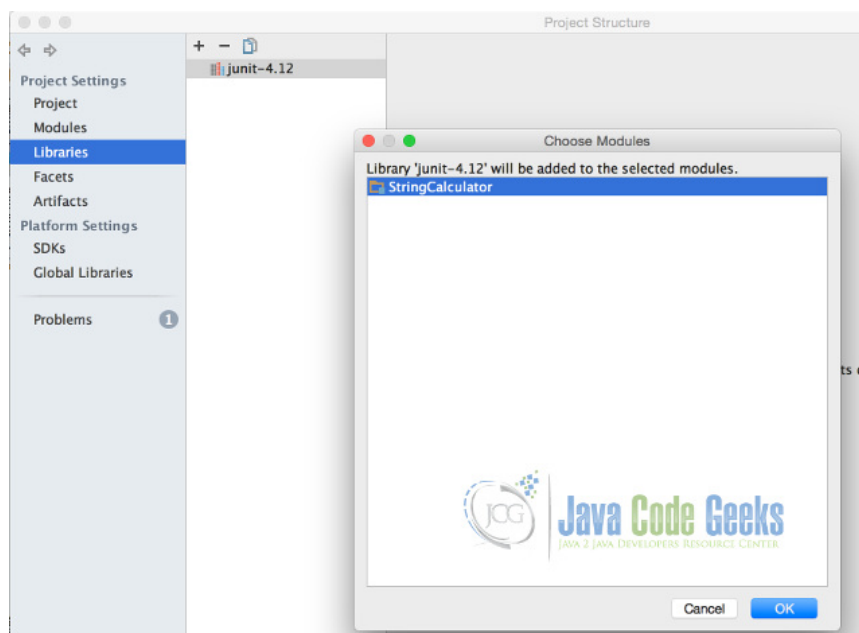 Project Structure
+ −
junit-4.12
Project Settings
Project
Modules
Libraries
Facets
Artifacts
Platform Settings
SDKs
Global Libraries
Problems 1
Choose Modules
Library 'junit-4.12' will be added to the selected modules.
StringCalculator
ts
JCG
Java Code Geeks
JAVA 2 JAVA DEVELOPERS RESOURCE CENTER
Cancel OK